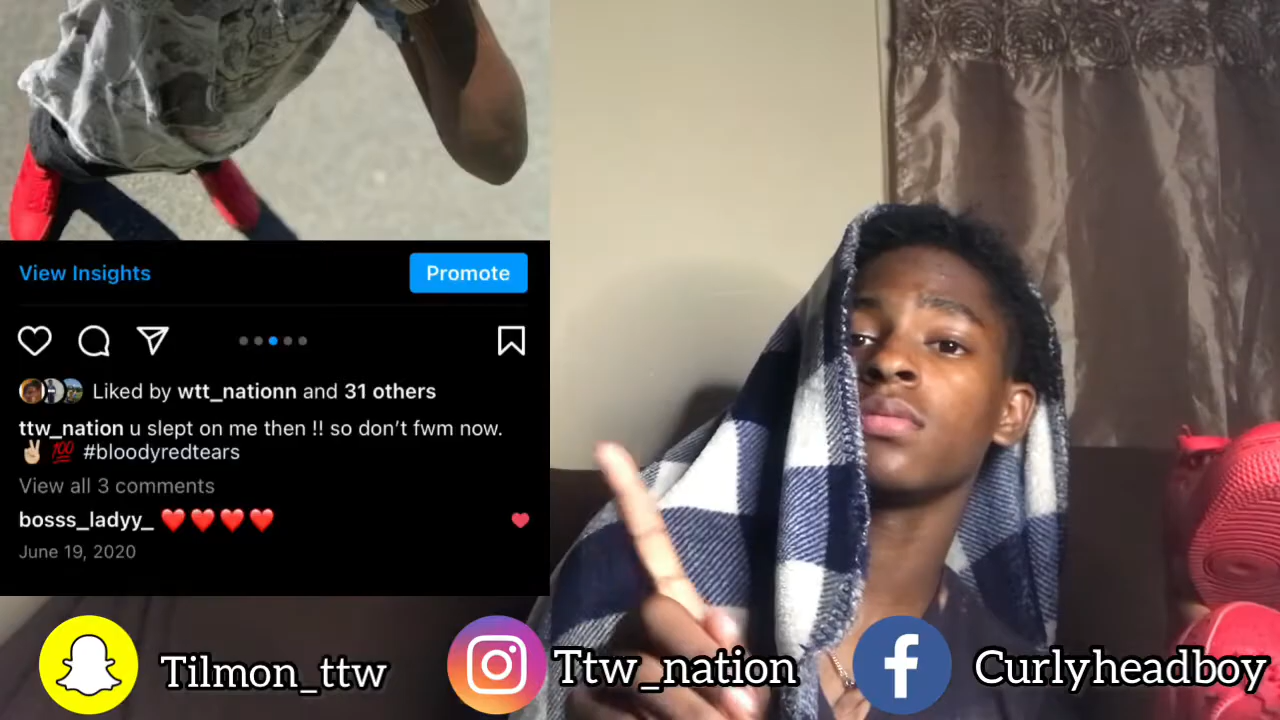 View Insights
Promote
Liked by wtt_nationn and 31 others
ttw_nation u slept on me then !! so don't fwm now.
✌🏼 💯 #bloodyredtears
View all 3 comments
bosss_ladyy_ ❤️❤️❤️❤️
June 19, 2020
Tilmon_ttw
Ttw_nation
Curlyheadboy